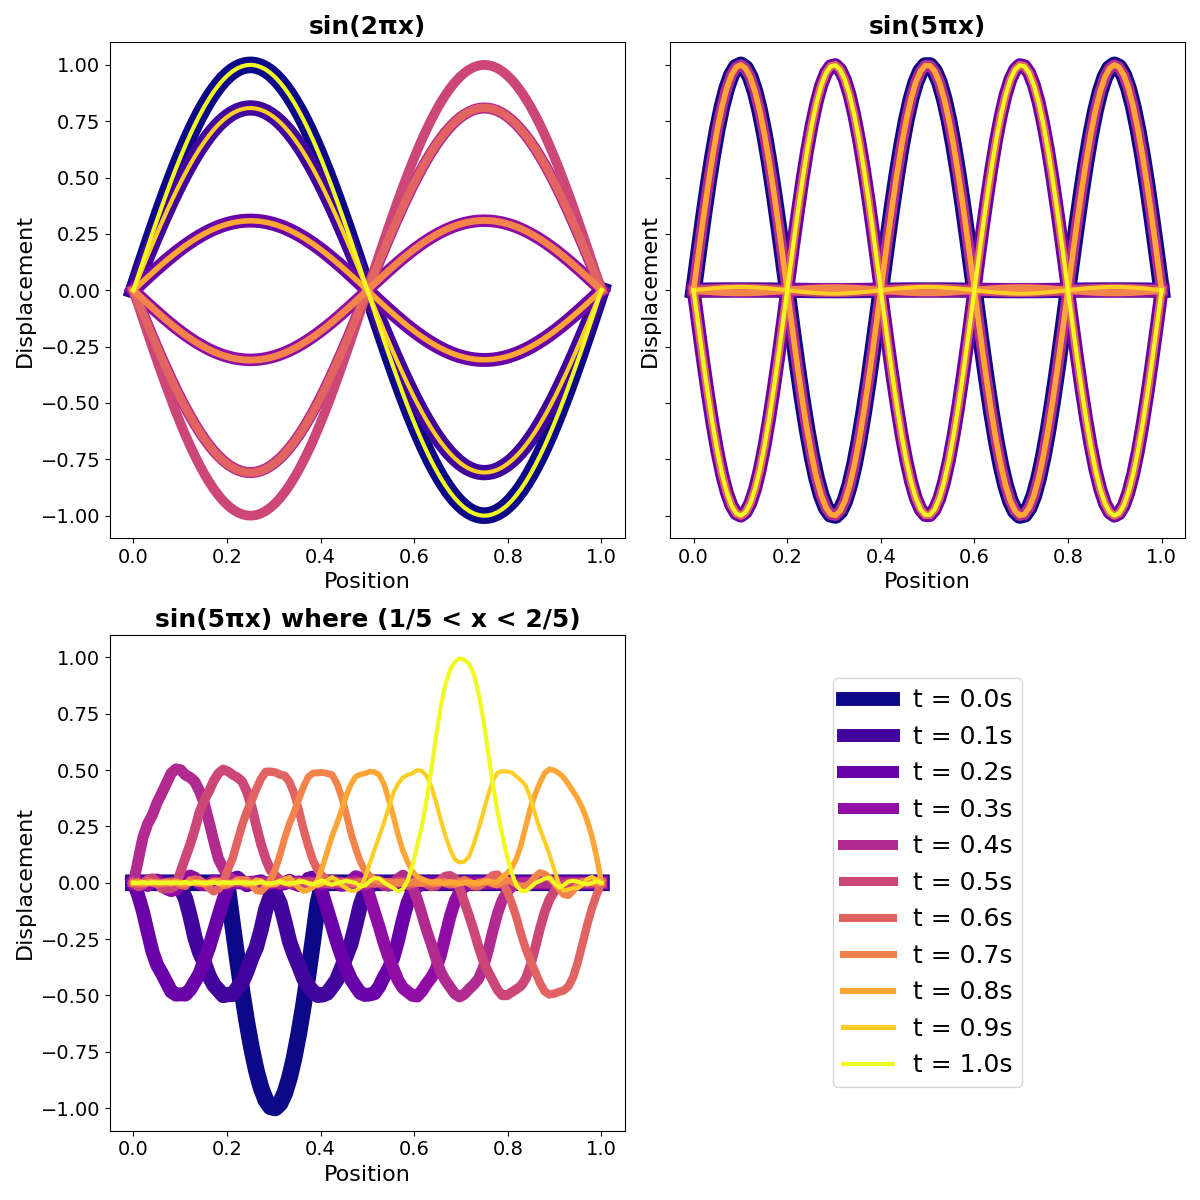 sin(2πx)
sin(5πx)
1.00
0.75
0.50
0.25
0.00
−0.25
−0.50
−0.75
−1.00
Displacement
Displacement
0.0 0.2 0.4 0.6 0.8 1.0
0.0 0.2 0.4 0.6 0.8 1.0
Position
Position
sin(5πx) where (1/5 < x < 2/5)
1.00
0.75
0.50
0.25
0.00
−0.25
−0.50
−0.75
−1.00
Displacement
0.0 0.2 0.4 0.6 0.8 1.0
Position
t = 0.0s
t = 0.1s
t = 0.2s
t = 0.3s
t = 0.4s
t = 0.5s
t = 0.6s
t = 0.7s
t = 0.8s
t = 0.9s
t = 1.0s